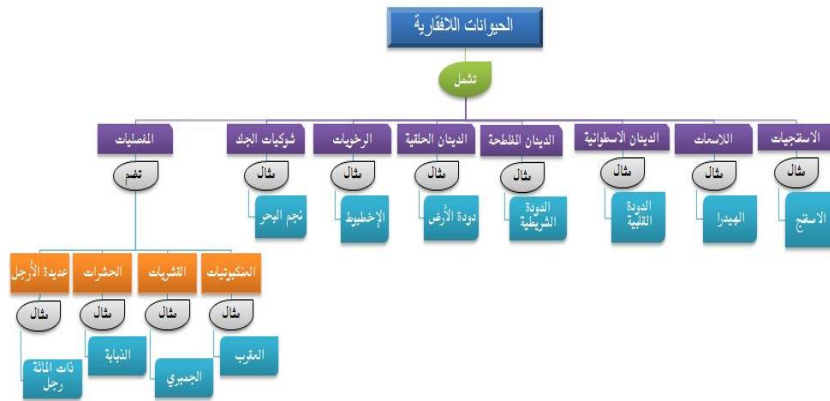 الحيوانات اللافقارية
تشمل
الاسفنجيات
اللاسعات
الديدان الاسطوانية
الديدان المفلطحة
الديدان الحلقية
الرخويات
شوكيات الجلد
المفصليات
مثال
مثال
مثال
مثال
مثال
مثال
مثال
تضم
الاسفنج
الهيدرا
الدودة
القلبية
الدودة
الشريطية
دودة الأرض
الإخطبوط
نجم البحر
العنكبوتيات
القشريات
الحشرات
عديدة الأرجل
مثال
مثال
مثال
مثال
العقرب
الجمبري
الذبابة
ذات المائة
رجل